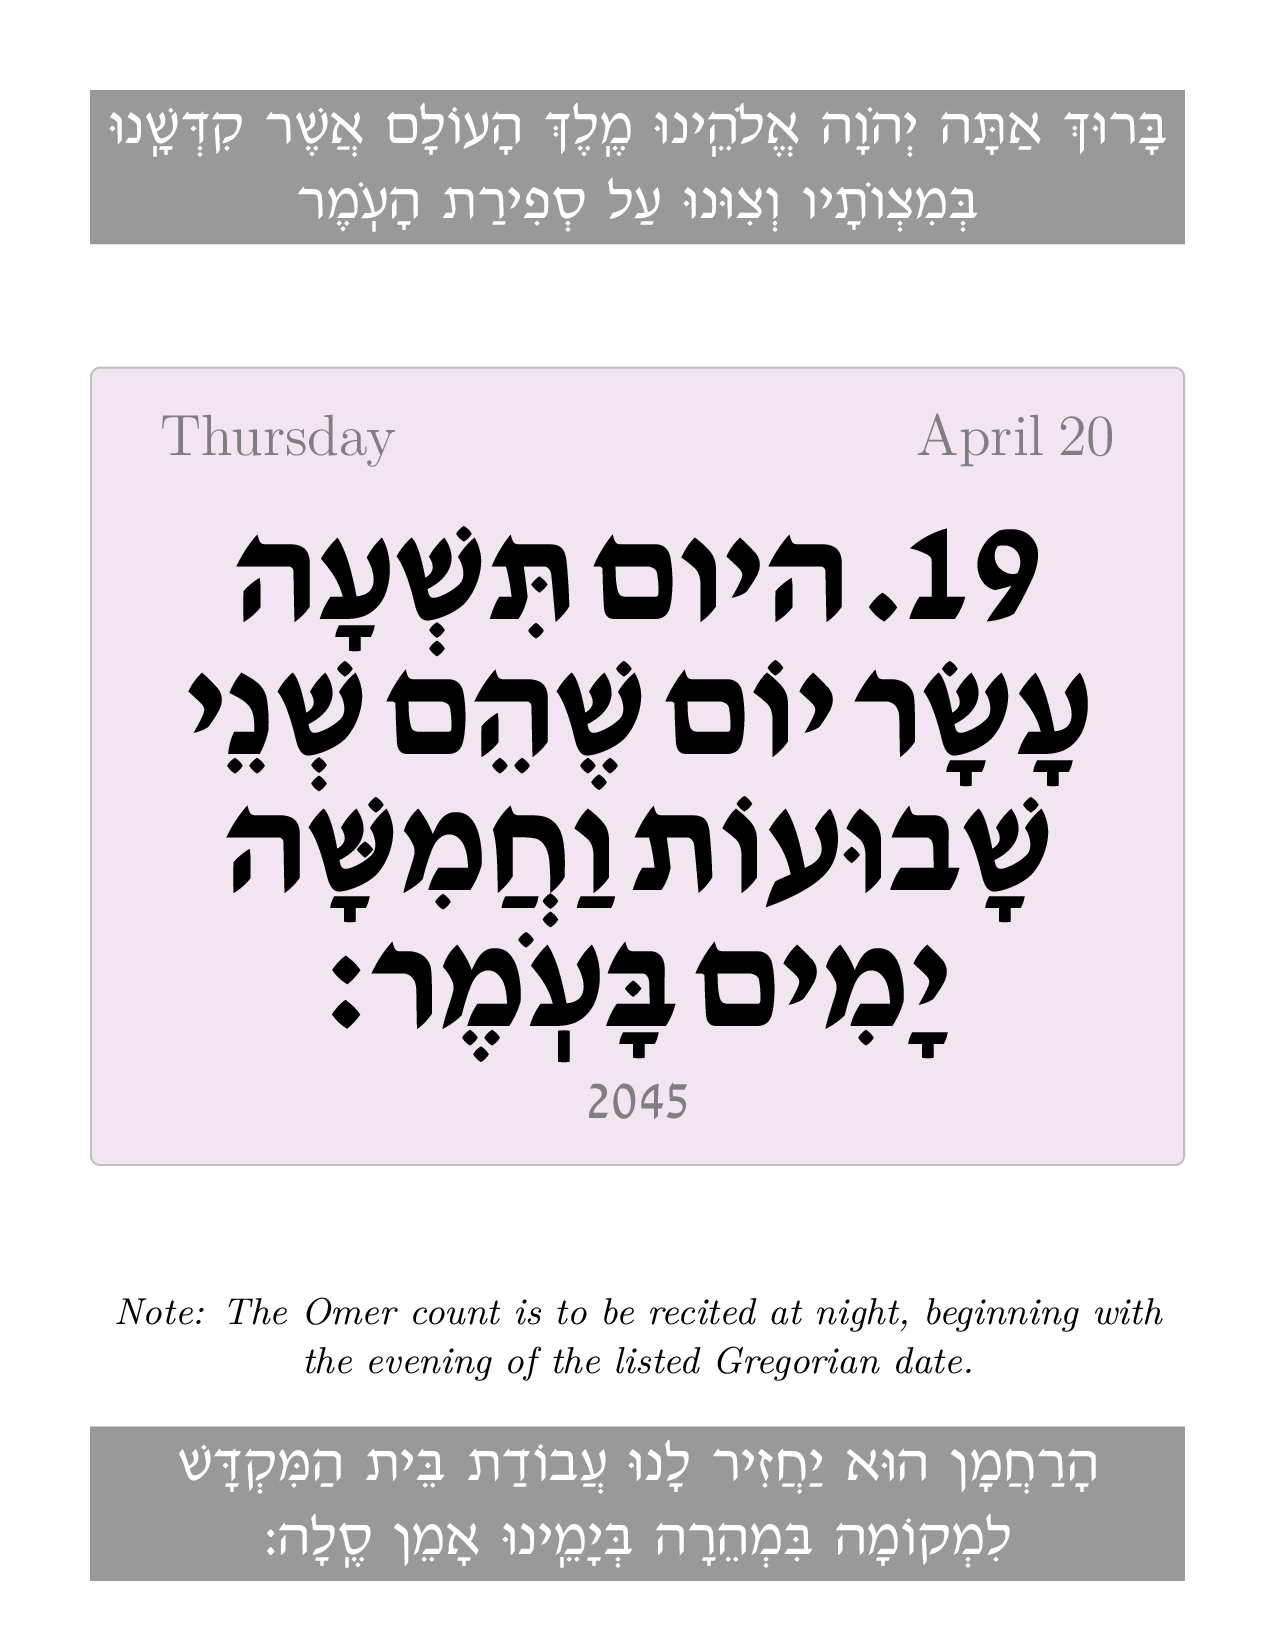 בָּרוּךְ אַתָּה יְהֹוָה אֱלֹהֵֽינוּ מֶֽלֶךְ הָעוֹלָם אֲשֶׁר קִדְּשָֽׁנוּ
בְּמִצְוֹתָיו וְצִוּנוּ עַל סְפִירַת הָעֹֽמֶר
Thursday April 20
19. היום תִּשְׁעָה
עָשָׂר יוֹם שֶׁהֵם שְׁנֵי
שָׁבוּעוֹת וַחֲמִשָּׁה
יָמִים בָּעֹֽמֶר:
2045
Note: The Omer count is to be recited at night, beginning with
the evening of the listed Gregorian date.
הָרַחֲמָן הוּא יַחֲזִיר לָנוּ עֲבוֹדַת בֵּית הַמִּקְדָּשׁ
לִמְקוֹמָה בִּמְהֵרָה בְּיָמֵֽינוּ אָמֵן סֶֽלָה: